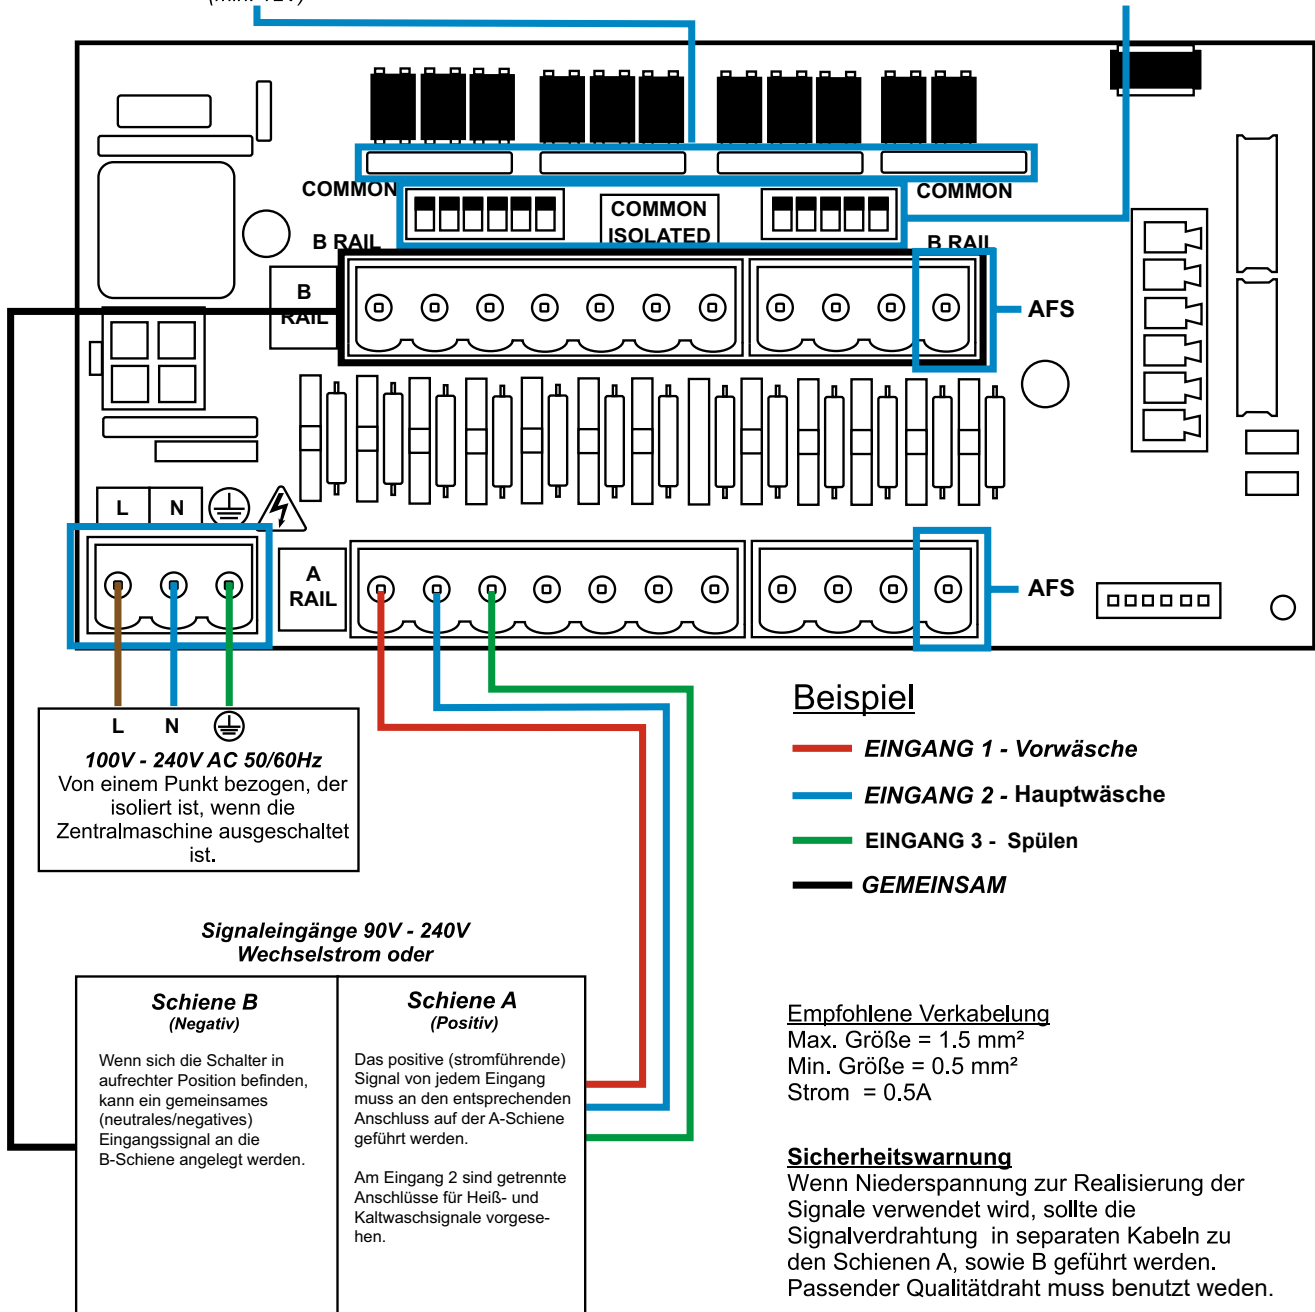 (min. 12V)
COMMON
COMMON
ISOLATED
COMMON
B RAIL
B RAIL
B
RAIL
AFS
L
N
A
RAIL
AFS
L
N
100V - 240V AC 50/60Hz
Von einem Punkt bezogen, der
isoliert ist, wenn die
Zentralmaschine ausgeschaltet
ist.
Beispiel
EINGANG 1 - Vorwäsche
EINGANG 2 - Hauptwäsche
EINGANG 3 - Spülen
GEMEINSAM
Signaleingänge 90V - 240V
Wechselstrom oder
Schiene B
(Negativ)
Wenn sich die Schalter in
aufrechter Position befinden,
kann ein gemeinsames
(neutrales/negatives)
Eingangssignal an die
B-Schiene angelegt werden.
Schiene A
(Positiv)
Das positive (stromführende)
Signal von jedem Eingang
muss an den entsprechenden
Anschluss auf der A-Schiene
geführt werden.
Am Eingang 2 sind getrennte
Anschlüsse für Heiß- und
Kaltwaschsignale vorgese-
hen.
Empfohlene Verkabelung
Max. Größe = 1.5 mm²
Min. Größe = 0.5 mm²
Strom = 0.5A
Sicherheitswarnung
Wenn Niederspannung zur Realisierung der
Signale verwendet wird, sollte die
Signalverdrahtung in separaten Kabeln zu
den Schienen A, sowie B geführt werden.
Passender Qualitätdraht muss benutzt weden.